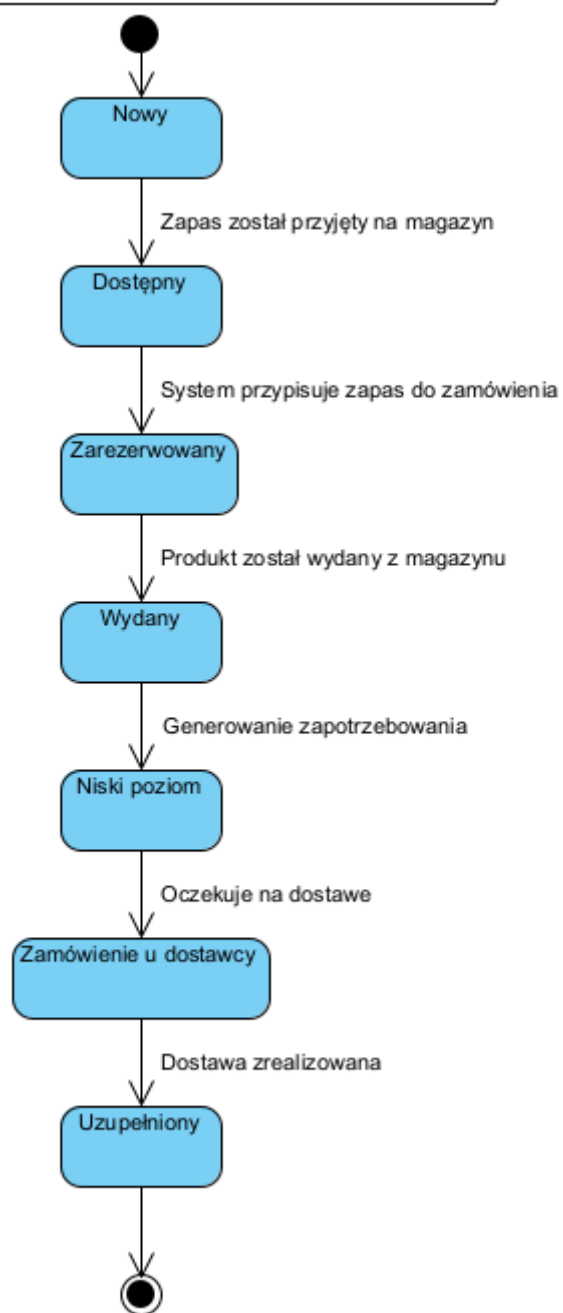 Nowy
Zapas został przyjęty na magazyn
Dostępny
System przypisuje zapas do zamówienia
Zarezerwowany
Produkt został wydany z magazynu
Wydany
Generowanie zapotrzebowania
Niski poziom
Oczekuje na dostawe
Zamówienie u dostawcy
Dostawa zrealizowana
Uzupełniony